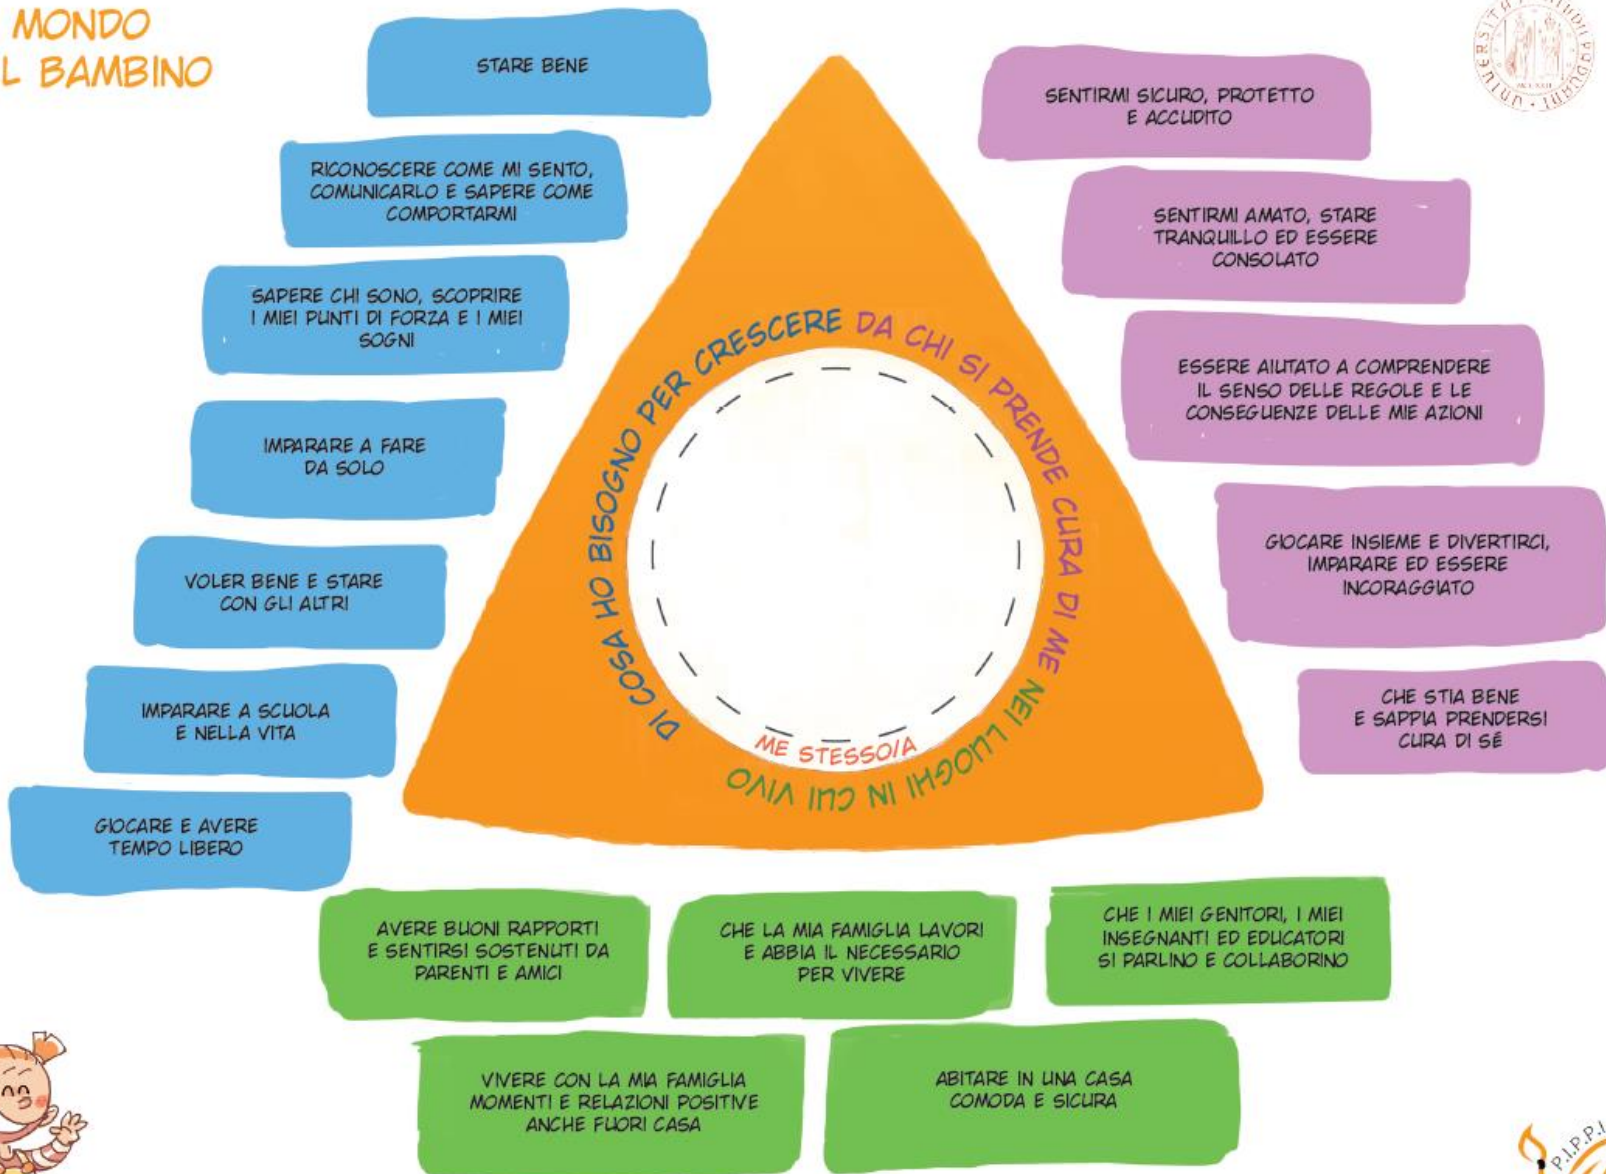 MONDO
L BAMBINO
STARE BENE
RICONOSCERE COME MI SENTO,
COMUNICARLO E SAPERE COME
COMPORTARMI
SAPERE CHI SONO, SCOPRIRE
I MIEI PUNTI DI FORZA E I MIEI
SOGNI
IMPARARE A FARE
DA SOLO
VOLER BENE E STARE
CON GLI ALTRI
IMPARARE A SCUOLA
E NELLA VITA
GIOCARE E AVERE
TEMPO LIBERO
DI COSA HO BISOGNO PER CRESCERE
DA CHI SI PRENDE CURA DI ME
NEI LUOGHI IN CUI VIVO
ME STESSO/A
SENTIRMI SICURO, PROTETTO
E ACCUDITO
SENTIRMI AMATO, STARE
TRANQUILLO ED ESSERE
CONSOLATO
ESSERE AIUTATO A COMPRENDERE
IL SENSO DELLE REGOLE E LE
CONSEGUENZE DELLE MIE AZIONI
GIOCARE INSIEME E DIVERTIRCI,
IMPARARE ED ESSERE
INCORAGGIATO
CHE STIA BENE
E SAPPIA PRENDERSI
CURA DI SÉ
AVERE BUONI RAPPORTI
E SENTIRSI SOSTENUTI DA
PARENTI E AMICI
CHE LA MIA FAMIGLIA LAVORI
E ABBIA IL NECESSARIO
PER VIVERE
CHE I MIEI GENITORI, I MIEI
INSEGNANTI ED EDUCATORI
SI PARLINO E COLLABORINO
VIVERE CON LA MIA FAMIGLIA
MOMENTI E RELAZIONI POSITIVE
ANCHE FUORI CASA
ABITARE IN UNA CASA
COMODA E SICURA
P.I.P.P.I.